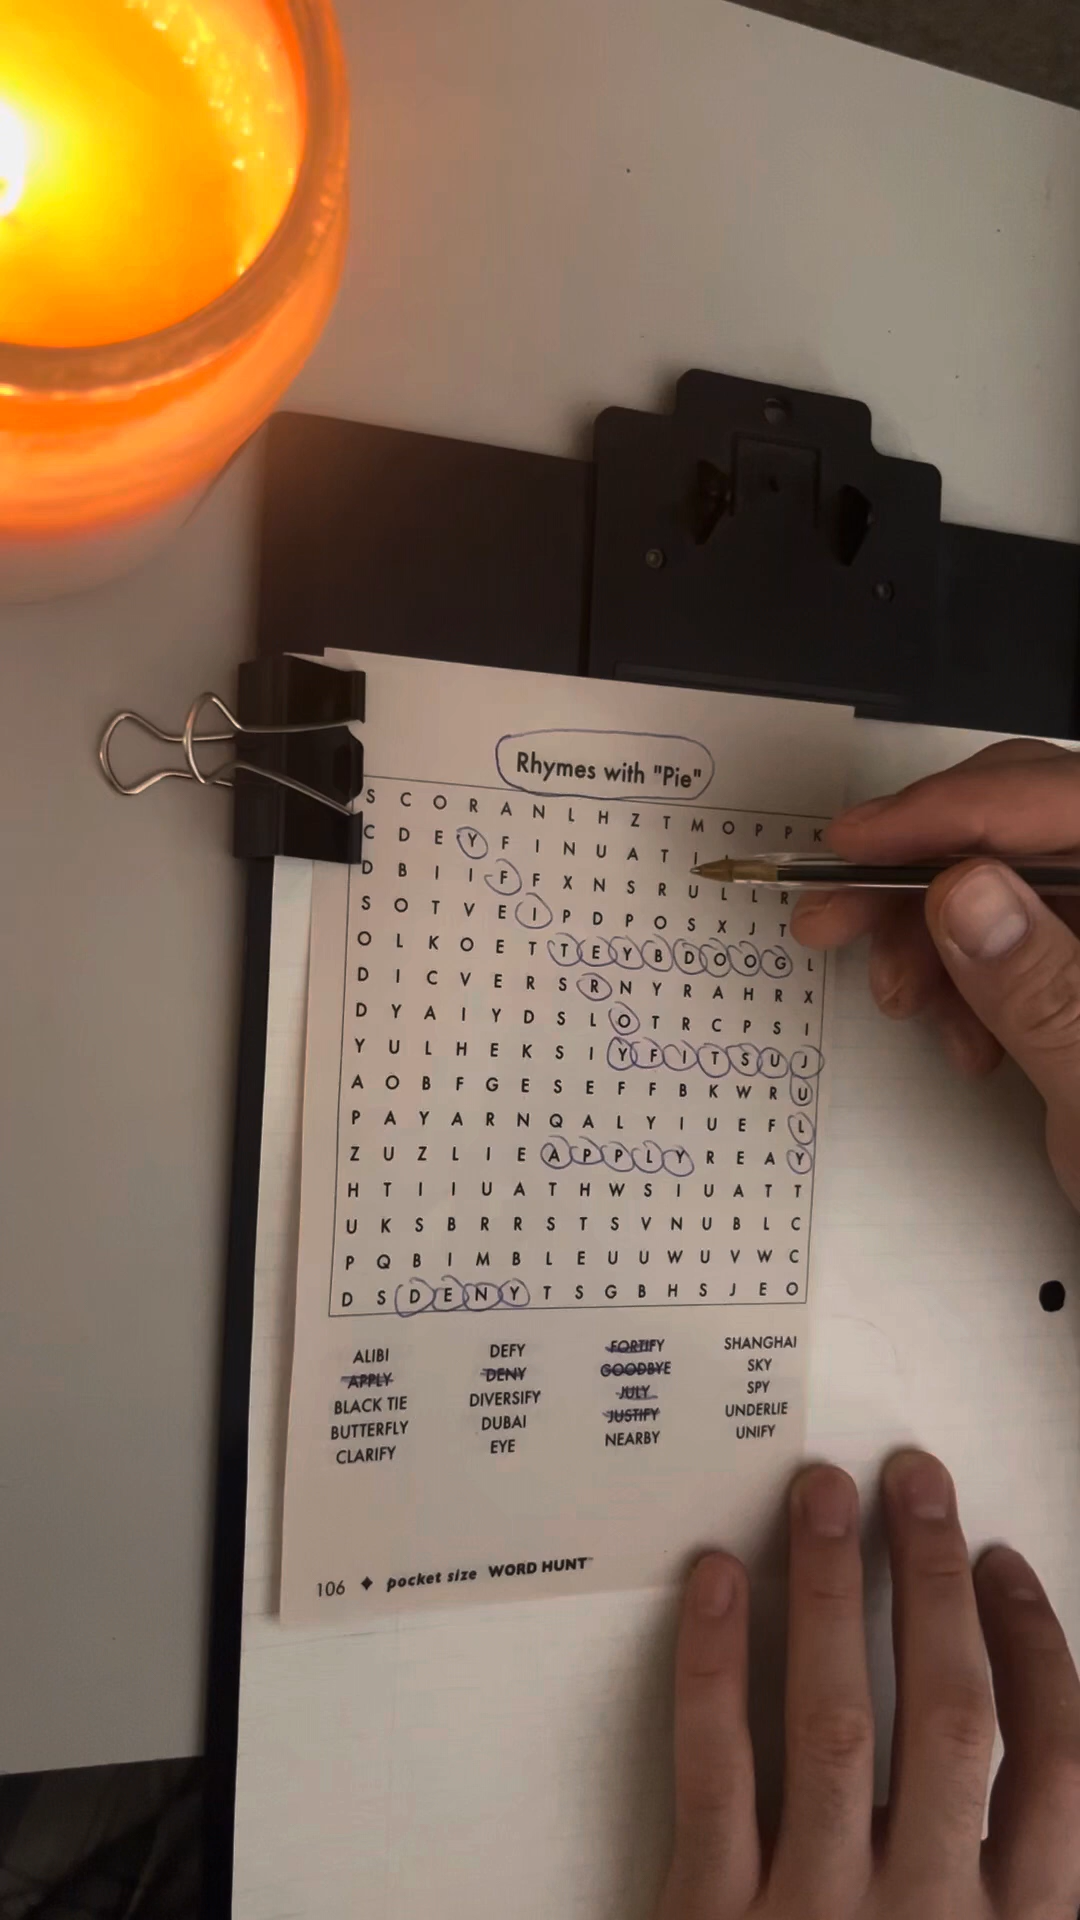 Rhymes with "Pie"
S C O R A N L H Z T M O P P K
C D E Y F I N U A T I
D B I I F F X N S R U L L R
S O T V E I P D P O S X J T
O L K O E T T E Y B D O O G L
D I C V E R S R N Y R A H R X
D Y A I Y D S L O T R C P S I
Y U L H E K S I Y F I T S U J
A O B F G E S E F F B K W R U
P A Y A R N Q A L Y I U E F L
Z U Z L I E A P P L Y R E A Y
H T I I U A T H W S I U A T T
U K S B R R S T S V N U B L C
P Q B I M B L E U U W U V W C
D S D E N Y T S G B H S J E O
ALIBI DEFY FORTIFY SHANGHAI
APPLY DENY GOODBYE SKY
BLACK TIE DIVERSIFY JULY SPY
BUTTERFLY DUBAI JUSTIFY UNDERLIE
CLARIFY EYE NEARBY UNIFY
106 ♦ pocket size WORD HUNT™